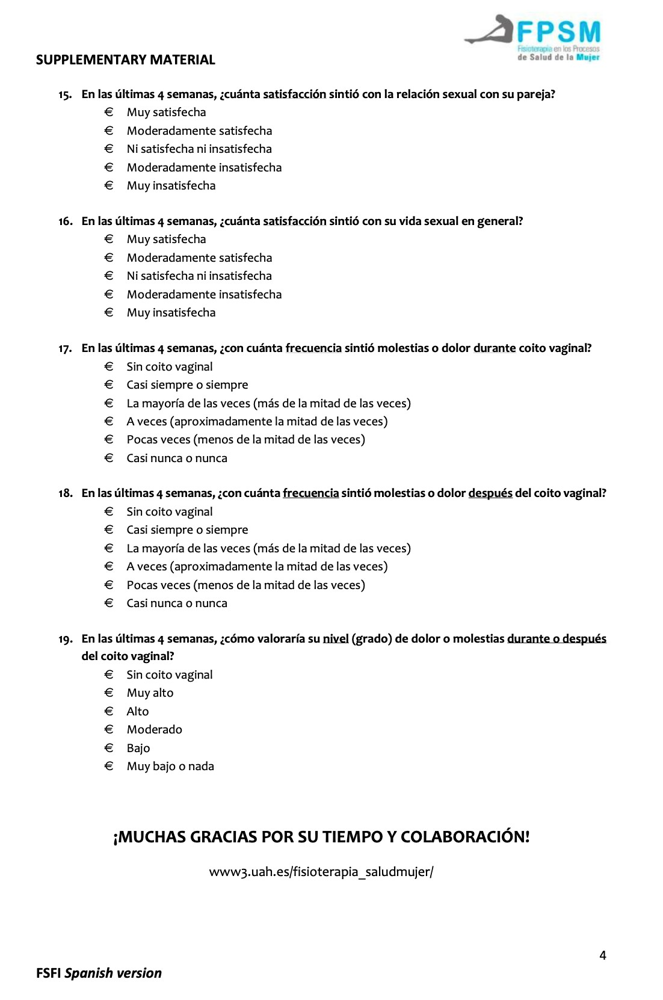 FPSM
Fisioterapia en los Procesos
de Salud de la Mujer
SUPPLEMENTARY MATERIAL
15. En las últimas 4 semanas, ¿cuánta satisfacción sintió con la relación sexual con su pareja?
€ Muy satisfecha
€ Moderadamente satisfecha
€ Ni satisfecha ni insatisfecha
€ Moderadamente insatisfecha
€ Muy insatisfecha
16. En las últimas 4 semanas, ¿cuánta satisfacción sintió con su vida sexual en general?
€ Muy satisfecha
€ Moderadamente satisfecha
€ Ni satisfecha ni insatisfecha
€ Moderadamente insatisfecha
€ Muy insatisfecha
17. En las últimas 4 semanas, ¿con cuánta frecuencia sintió molestias o dolor durante coito vaginal?
€ Sin coito vaginal
€ Casi siempre o siempre
€ La mayoría de las veces (más de la mitad de las veces)
€ A veces (aproximadamente la mitad de las veces)
€ Pocas veces (menos de la mitad de las veces)
€ Casi nunca o nunca
18. En las últimas 4 semanas, ¿con cuánta frecuencia sintió molestias o dolor después del coito vaginal?
€ Sin coito vaginal
€ Casi siempre o siempre
€ La mayoría de las veces (más de la mitad de las veces)
€ A veces (aproximadamente la mitad de las veces)
€ Pocas veces (menos de la mitad de las veces)
€ Casi nunca o nunca
19. En las últimas 4 semanas, ¿cómo valoraría su nivel (grado) de dolor o molestias durante o después
del coito vaginal?
€ Sin coito vaginal
€ Muy alto
€ Alto
€ Moderado
€ Bajo
€ Muy bajo o nada
¡MUCHAS GRACIAS POR SU TIEMPO Y COLABORACIÓN!
www3.uah.es/fisioterapia_saludmujer/
4
FSFI Spanish version